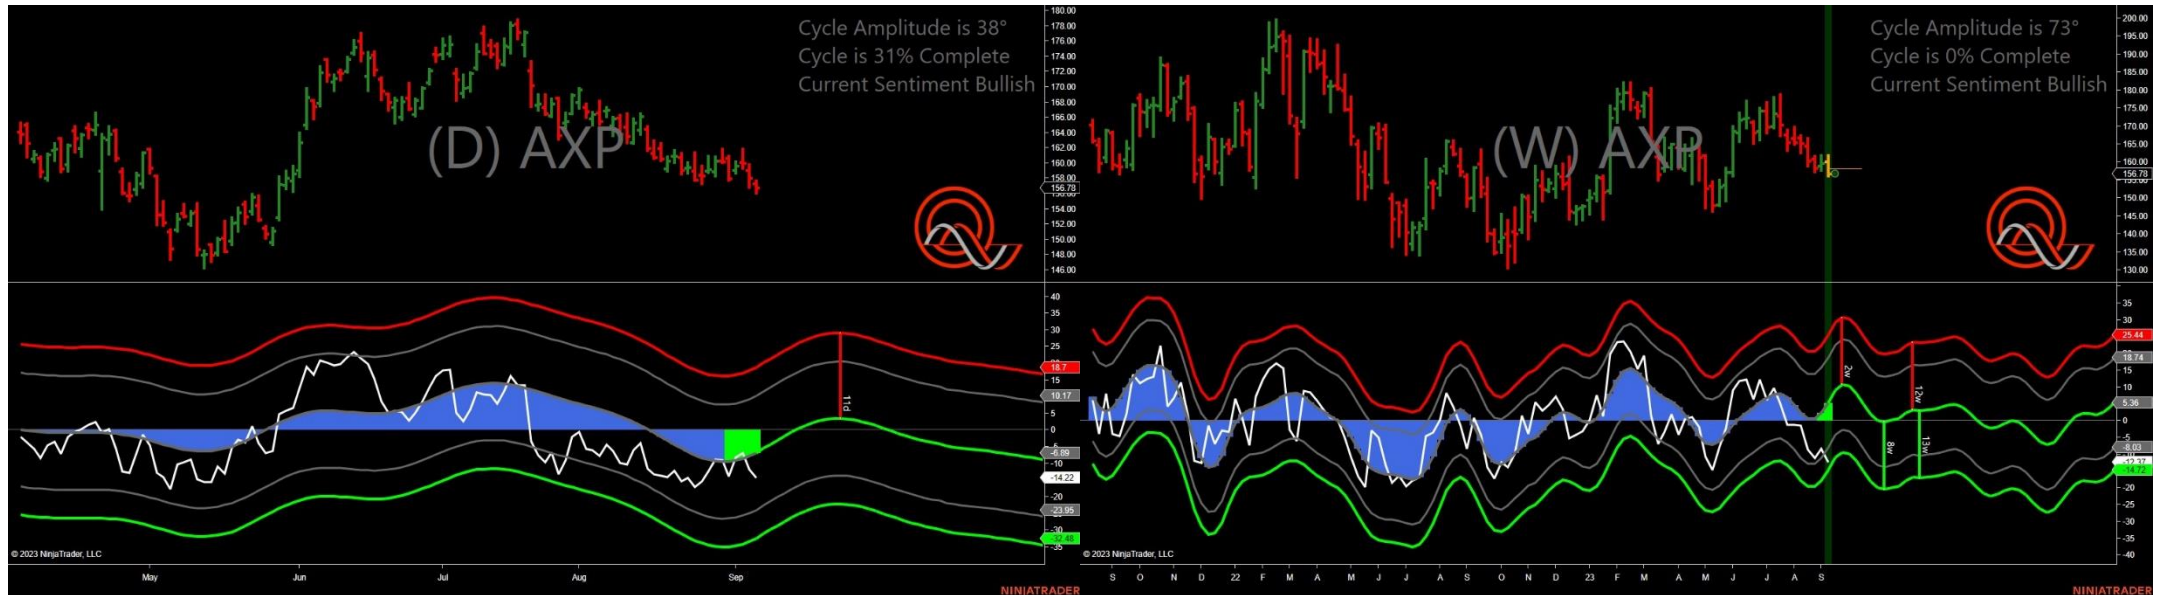 Cycle Amplitude is 38°
Cycle is 31% Complete
Current Sentiment Bullish
(D) AXP
180.00
178.00
176.00
174.00
172.00
170.00
168.00
166.00
164.00
162.00
160.00
158.00
156.78
154.00
152.00
150.00
148.00
146.00
40
35
30
25
18.7
15
10.17
5
0
-6.89
-10
-14.22
-20
-23.95
-30
-32.48
-35
11d
© 2023 NinjaTrader, LLC
May
Jun
Jul
Aug
Sep
NINJATRADER
Cycle Amplitude is 73°
Cycle is 0% Complete
Current Sentiment Bullish
(W) AXP
200.00
195.00
190.00
185.00
180.00
175.00
170.00
165.00
160.00
156.78
150.00
145.00
140.00
135.00
130.00
35
30
25.44
18.74
15
10
5.36
0
-5
-8.03
-12.37
-14.72
-20
-25
-30
-35
-40
2w
12w
8w
13w
© 2023 NinjaTrader, LLC
S O N D 22 F M A M J J A S O N D 23 F M A M J J A S
NINJATRADER